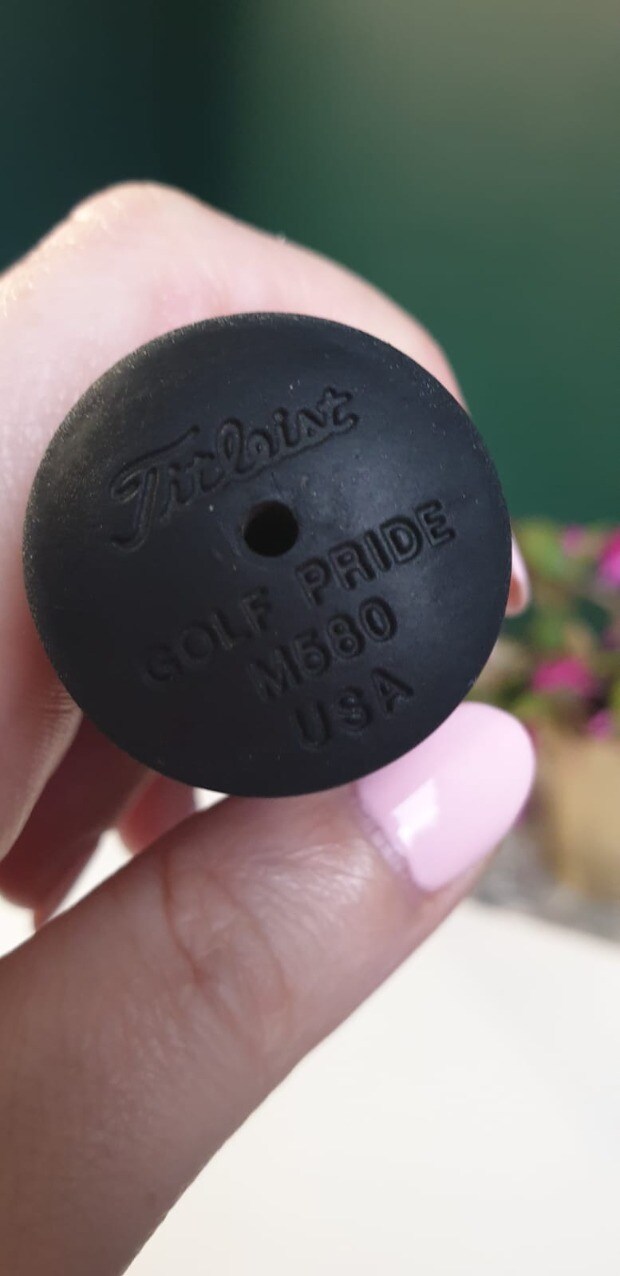 Titleist
GOLF PRIDE
M580
USA